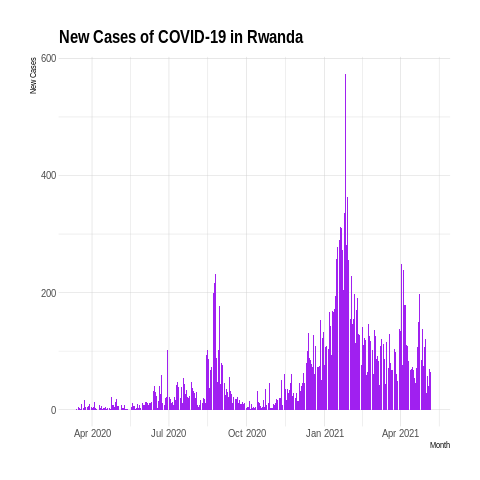 New Cases of COVID-19 in Rwanda
New Cases
600
400
200
0
Apr 2020
Jul 2020
Oct 2020
Jan 2021
Apr 2021
Month